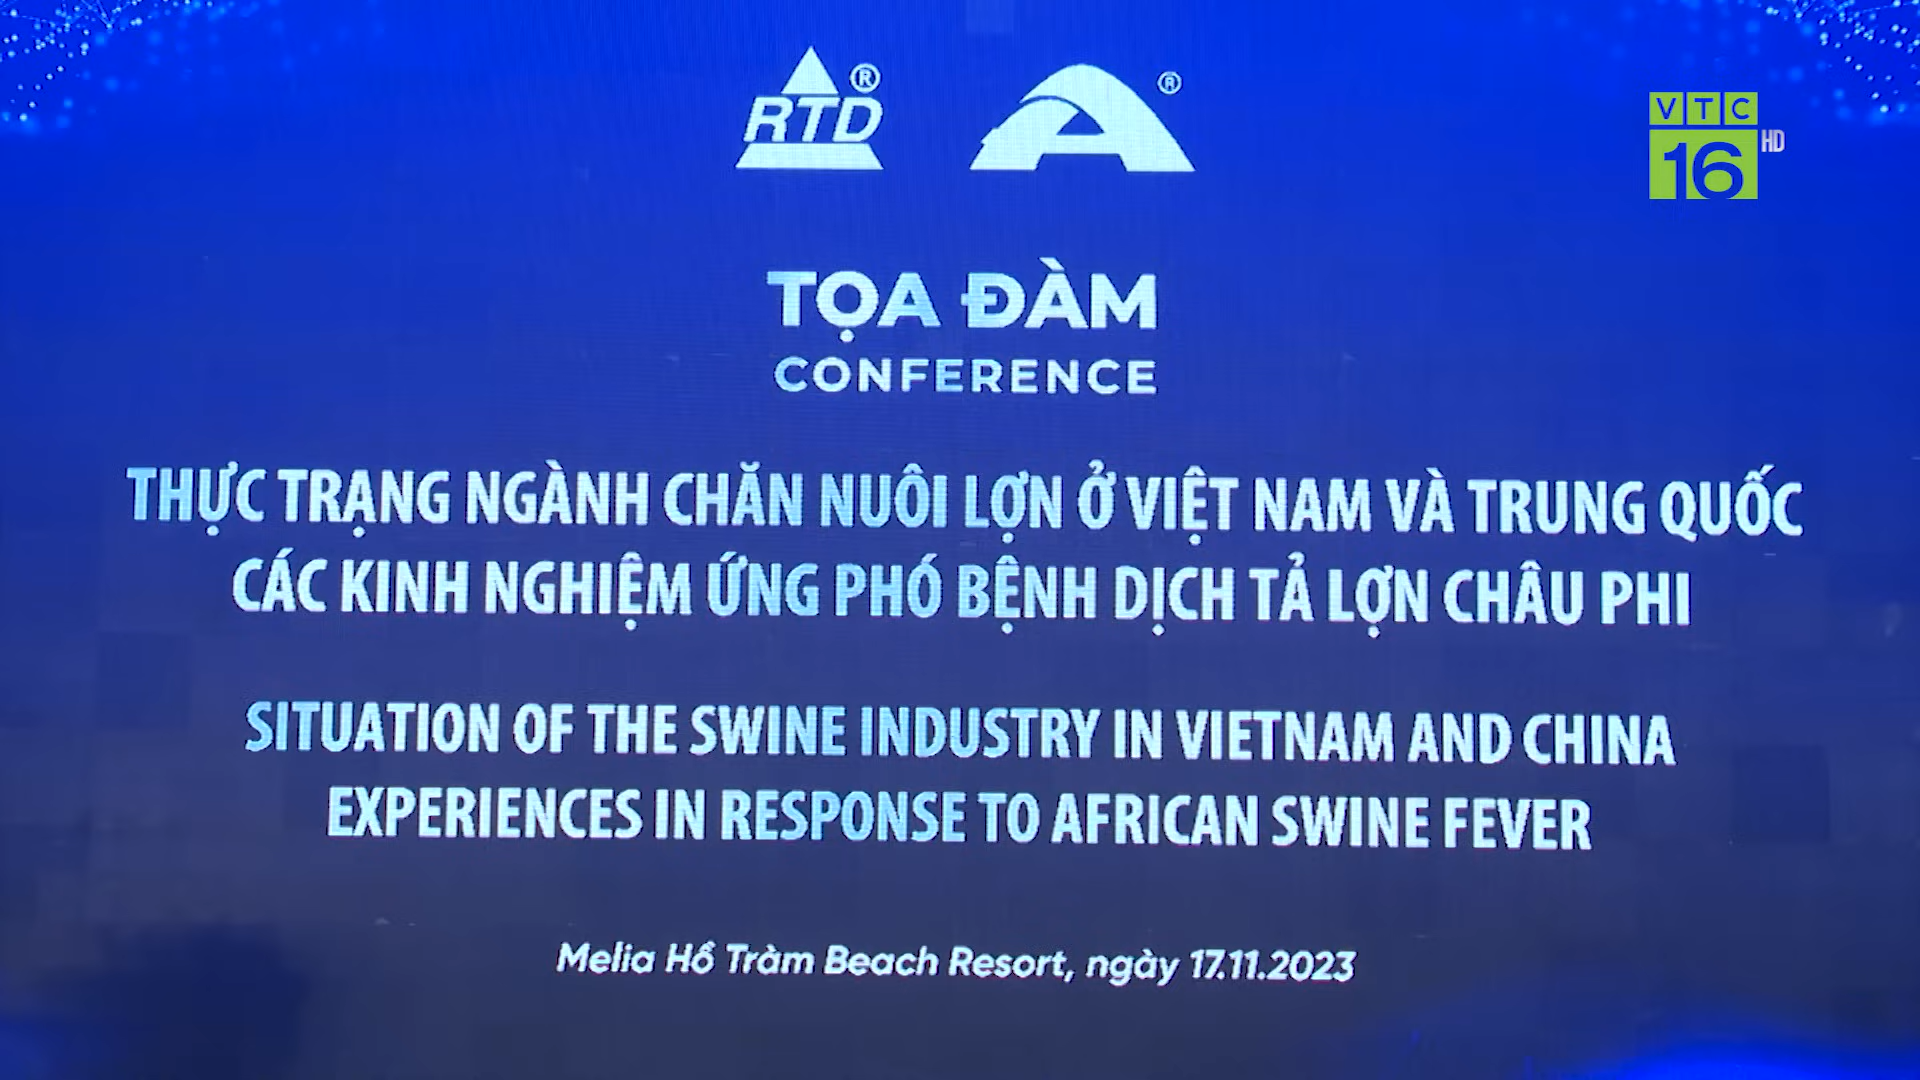 RTD®
A®
VTC
16 HD
TỌA ĐÀM
CONFERENCE
THỰC TRẠNG NGÀNH CHĂN NUÔI LỢN Ở VIỆT NAM VÀ TRUNG QUỐC
CÁC KINH NGHIỆM ỨNG PHÓ BỆNH DỊCH TẢ LỢN CHÂU PHI
SITUATION OF THE SWINE INDUSTRY IN VIETNAM AND CHINA
EXPERIENCES IN RESPONSE TO AFRICAN SWINE FEVER
Melia Hồ Tràm Beach Resort, ngày 17.11.2023